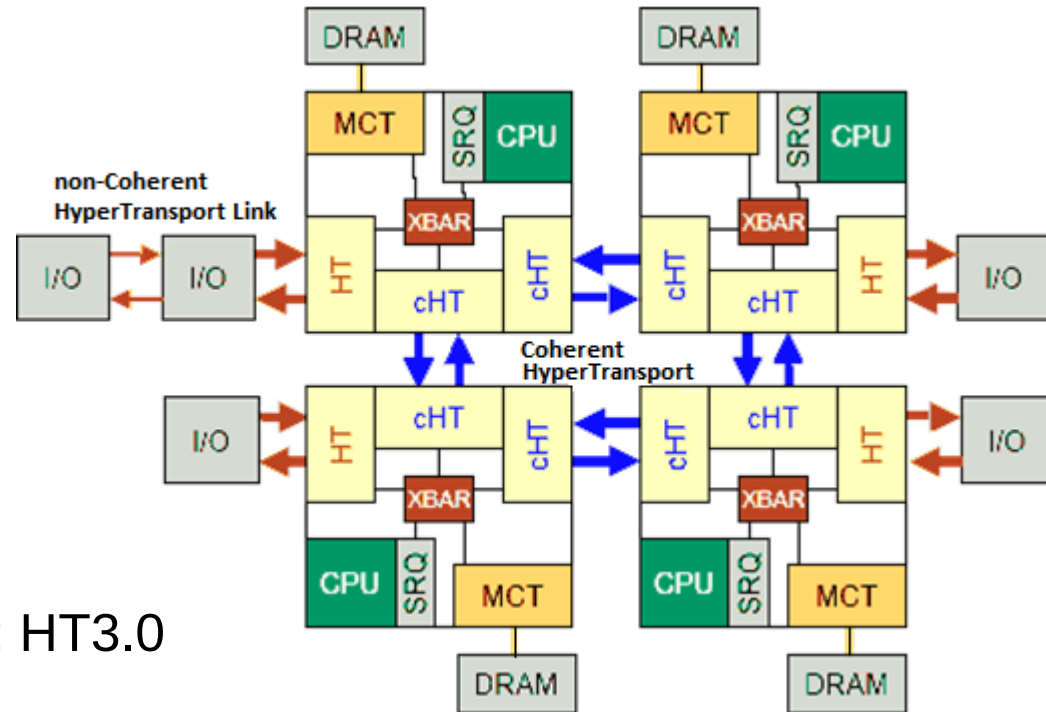 DRAM
DRAM
MCT
SRQ
CPU
MCT
SRQ
CPU
non-Coherent
HyperTransport Link
XBAR
XBAR
I/O
I/O
HT
cHT
cHT
cHT
cHT
HT
I/O
Coherent
HyperTransport
I/O
HT
cHT
cHT
cHT
cHT
HT
I/O
XBAR
XBAR
CPU
SRQ
MCT
CPU
SRQ
MCT
HT3.0
DRAM
DRAM